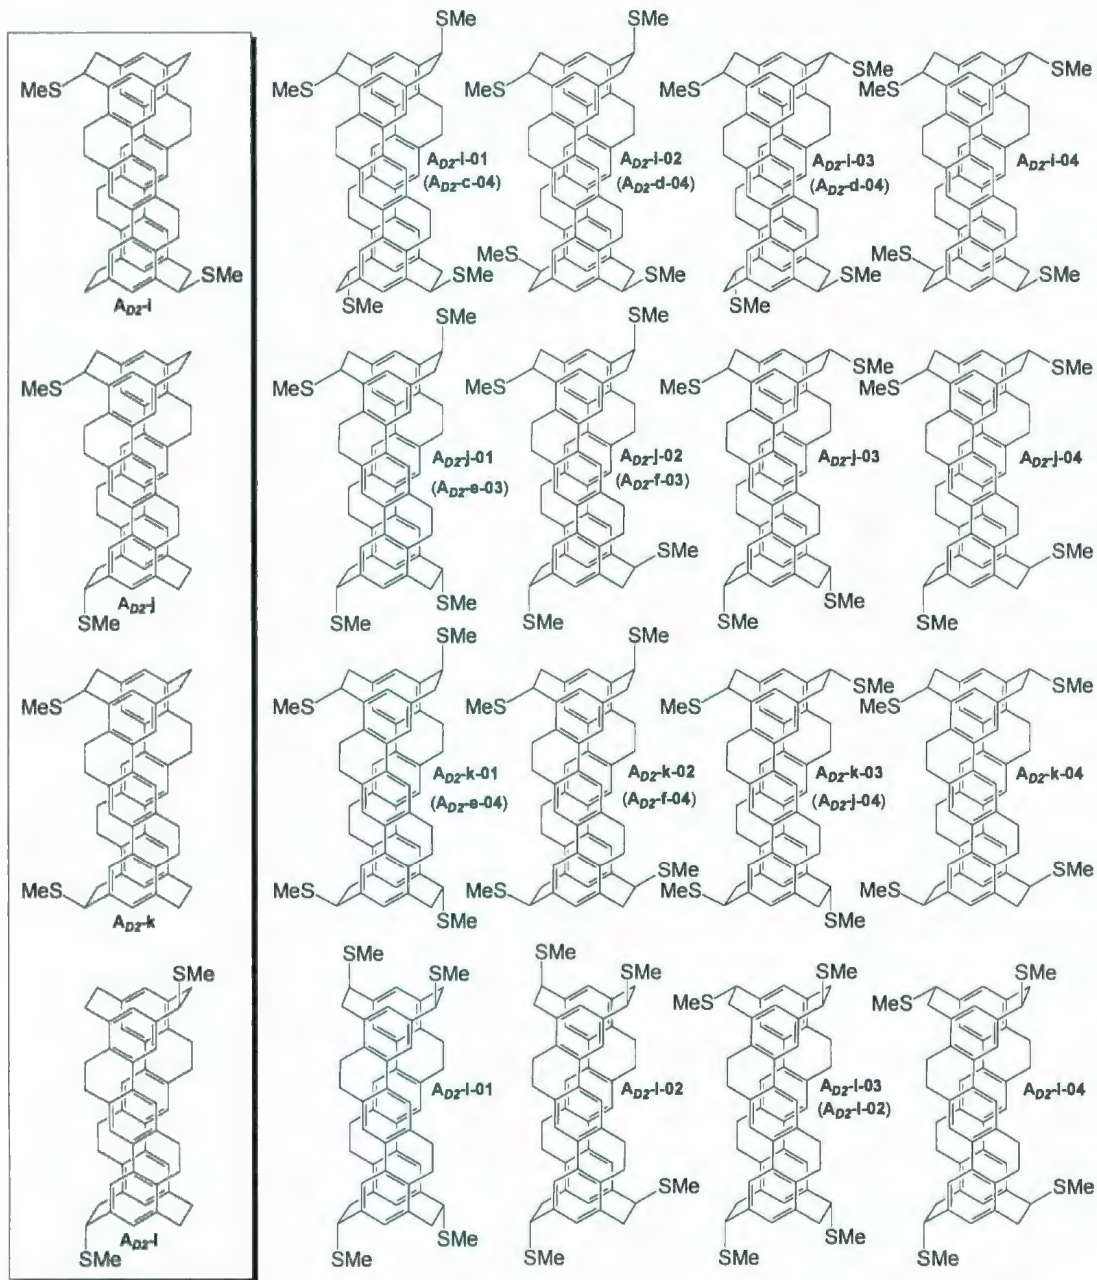 SMe SMe
MeS MeS MeS SMe MeS SMe
A_D2-i-01 A_D2-i-02 A_D2-i-03 A_D2-i-04
(A_D2-c-04) (A_D2-d-04) (A_D2-d-04)
MeS MeS
SMe SMe SMe SMe SMe
A_D2-i SMe SMe
SMe SMe
MeS MeS MeS SMe MeS SMe
A_D2-j-01 A_D2-j-02 A_D2-j-03 A_D2-j-04
(A_D2-e-03) (A_D2-f-03)
SMe SMe
A_D2-j SMe SMe
SMe SMe SMe SMe SMe
SMe SMe
MeS MeS MeS SMe MeS SMe
A_D2-k-01 A_D2-k-02 A_D2-k-03 A_D2-k-04
(A_D2-e-04) (A_D2-f-04) (A_D2-j-04)
SMe SMe
MeS MeS MeS MeS MeS
A_D2-k SMe SMe
SMe SMe SMe SMe SMe SMe SMe
MeS MeS
A_D2-l-01 A_D2-l-02 A_D2-l-03 A_D2-l-04
(A_D2-l-02)
SMe SMe
A_D2-l SMe SMe
SMe SMe SMe SMe SMe